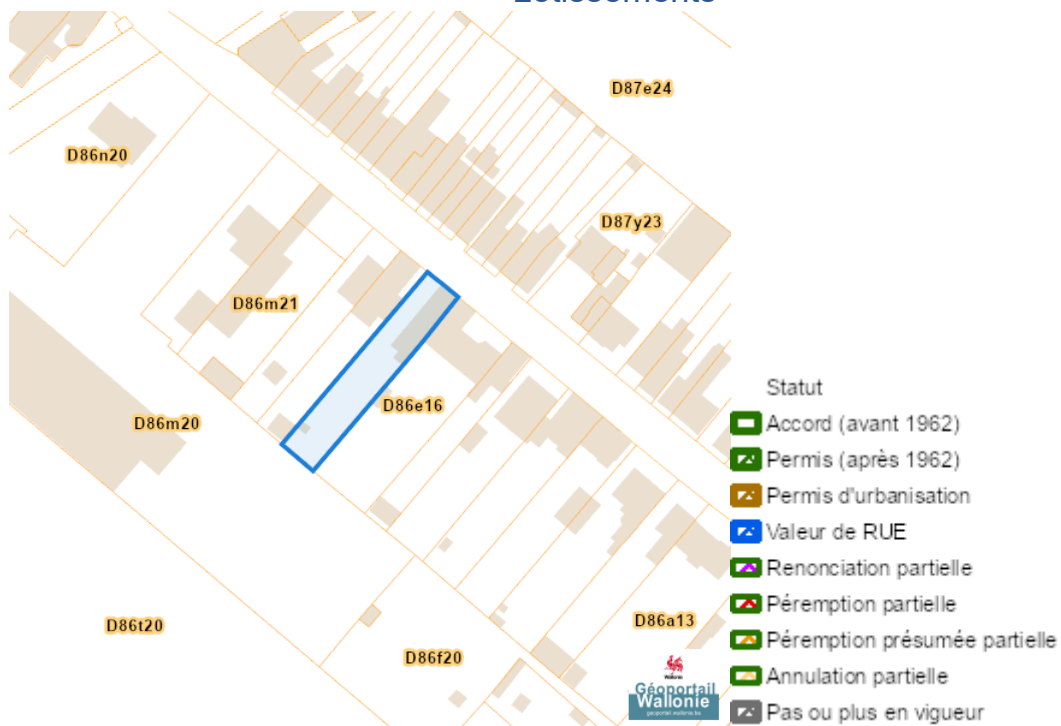 Lotissements
D87e24
D86n20
D87y23
D86m21
D86e16
D86m20
D86t20
D86f20
D86a13
Wallonie
Géoportail
Wallonie
geoportail.wallonie.be
Statut
Accord (avant 1962)
Permis (après 1962)
Permis d'urbanisation
Valeur de RUE
Renonciation partielle
Péremption partielle
Péremption présumée partielle
Annulation partielle
Pas ou plus en vigueur